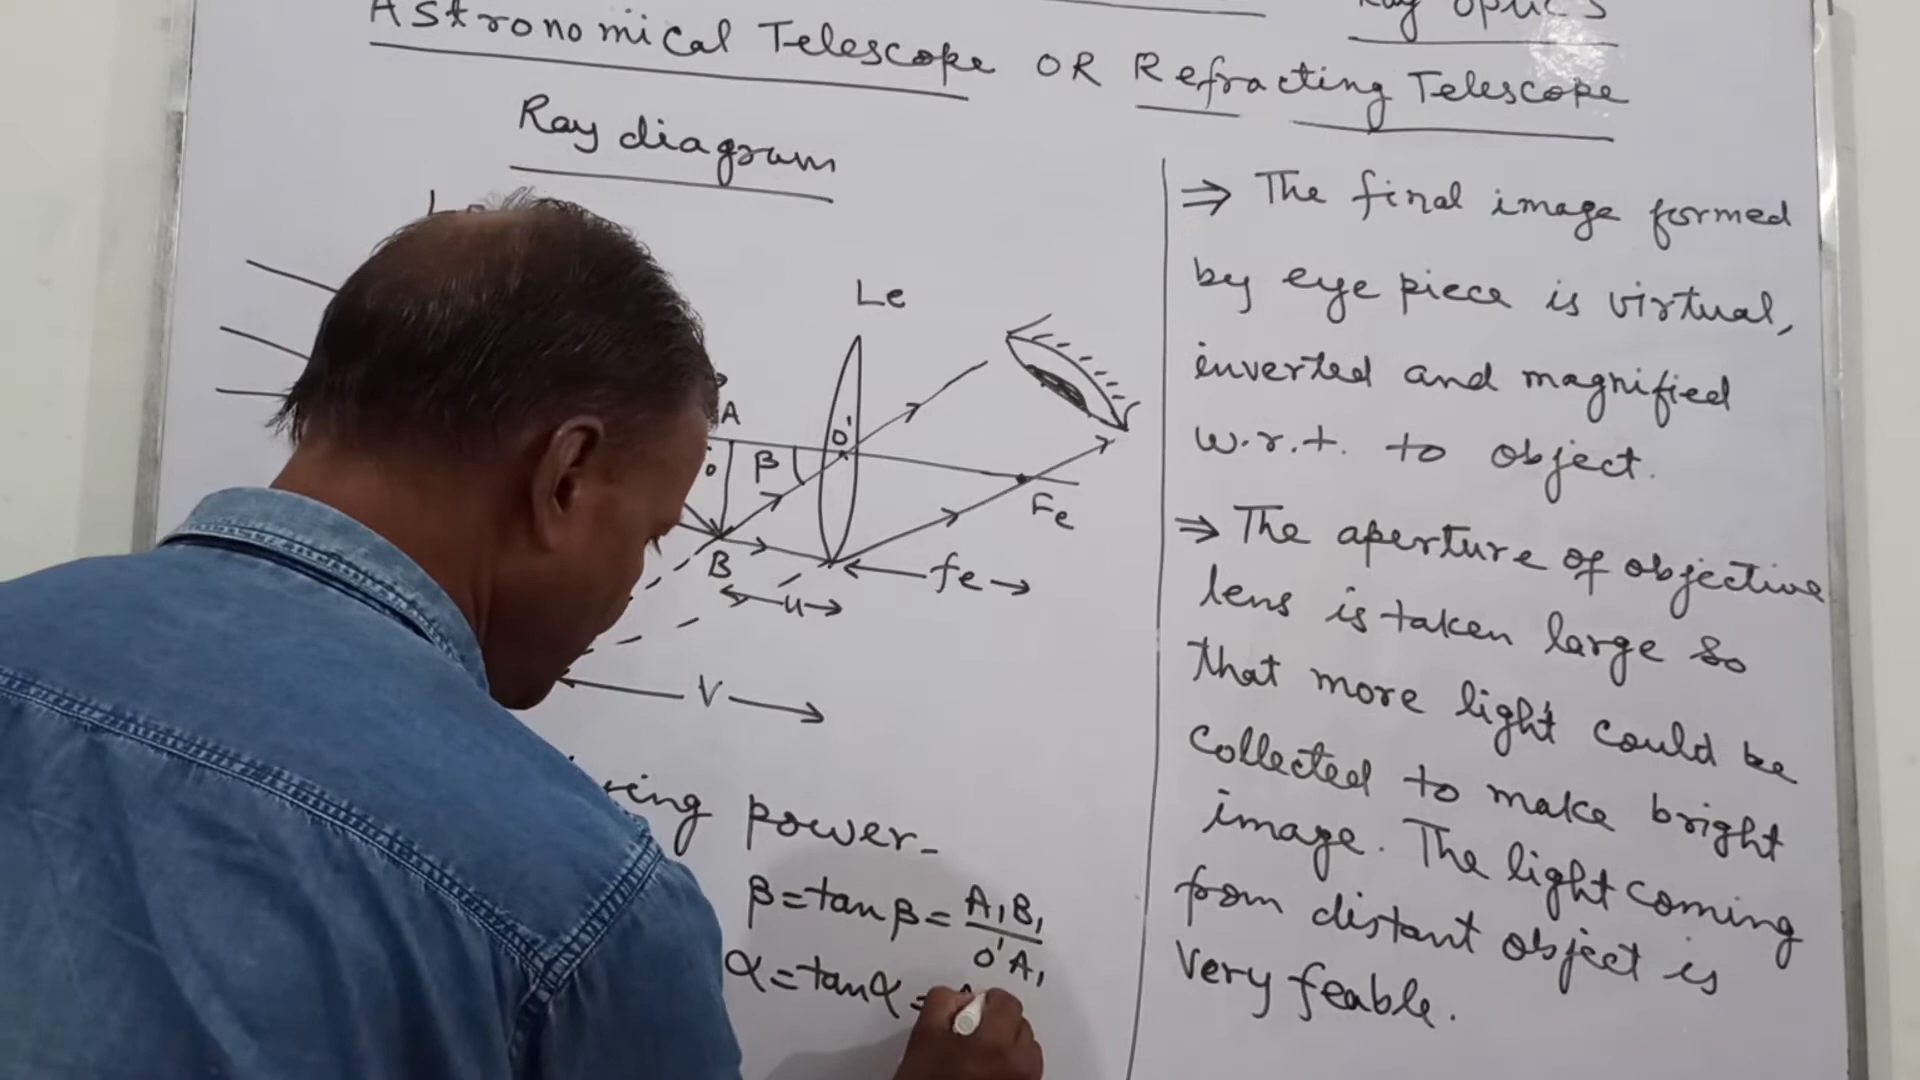 Ray Optics
Astronomical Telescope OR Refracting Telescope
Ray diagram
Le
A
O'
β
Fe
B
u
fe
V
power-
β=tanβ= A₁B₁/O'A₁
α=tanα=
⇒ The final image formed
by eye piece is virtual,
inverted and magnified
w.r.t. to object.
⇒ The aperture of objective
lens is taken large so
that more light could be
collected to make bright
image. The light coming
from distant object is
very feable.